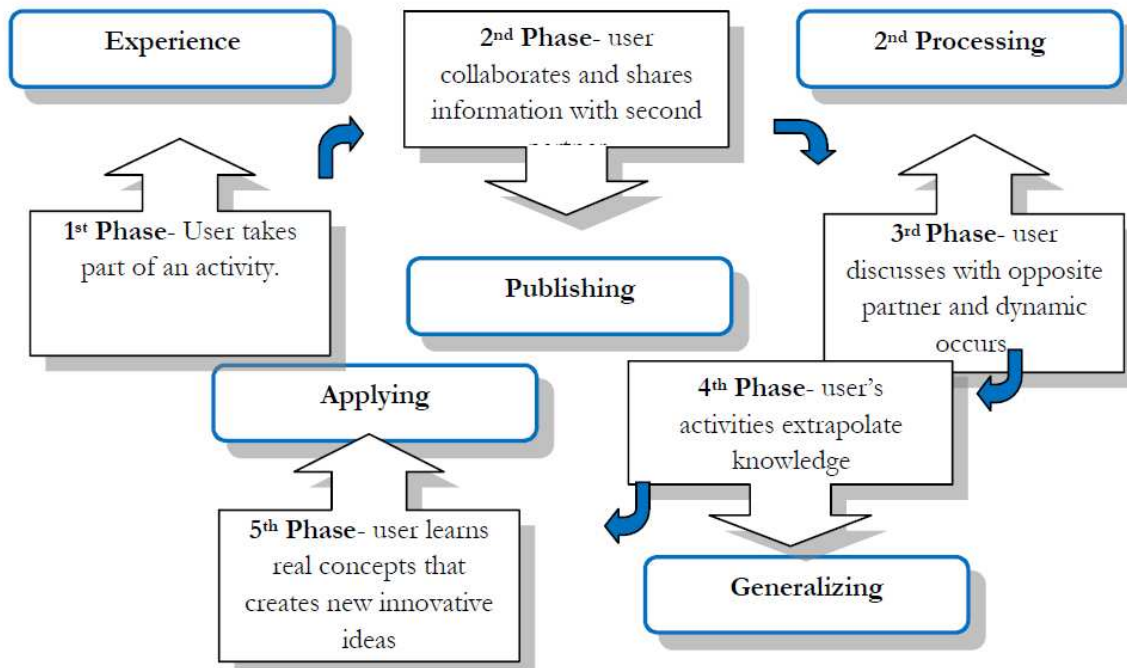 Experience
2nd Phase- user
collaborates and shares
information with second
2nd Processing
1st Phase- User takes
part of an activity.
3rd Phase- user
discusses with opposite
partner and dynamic
occurs
Publishing
4th Phase- user's
activities extrapolate
knowledge
Applying
5th Phase- user learns
real concepts that
creates new innovative
ideas
Generalizing